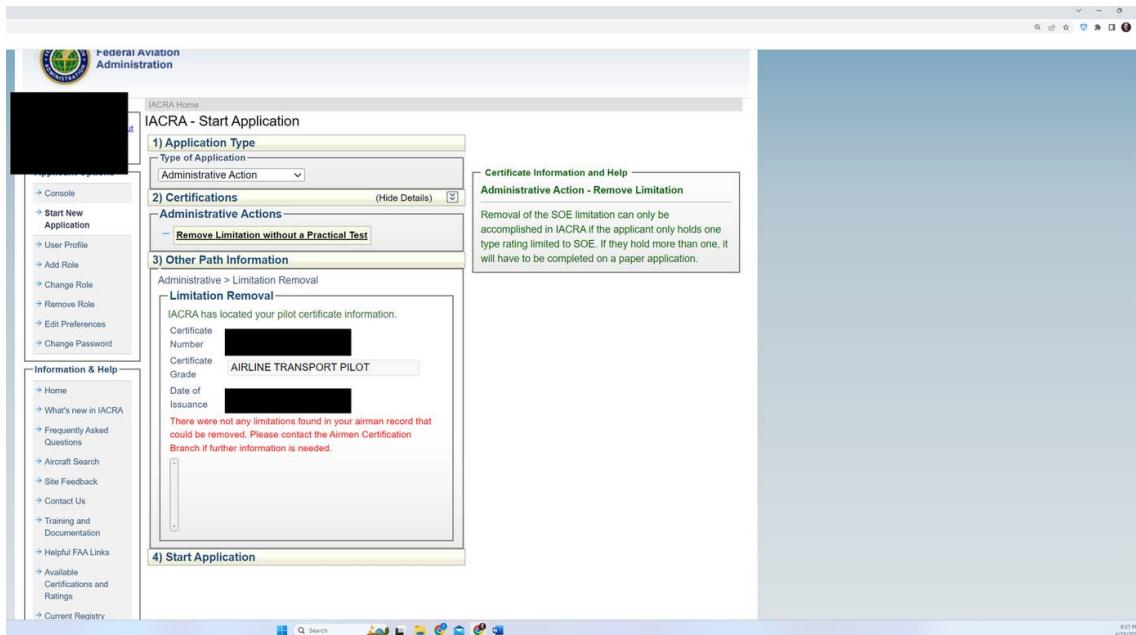 Federal Aviation
Administration
IACRA Home
IACRA - Start Application
1) Application Type
Type of Application
Administrative Action
2) Certifications (Hide Details)
Administrative Actions
Remove Limitation without a Practical Test
3) Other Path Information
Administrative > Limitation Removal
Limitation Removal
IACRA has located your pilot certificate information.
Certificate
Number
Certificate
Grade
AIRLINE TRANSPORT PILOT
Date of
Issuance
There were not any limitations found in your airman record that
could be removed. Please contact the Airmen Certification
Branch if further information is needed.
4) Start Application
Certificate Information and Help
Administrative Action - Remove Limitation
Removal of the SOE limitation can only be
accomplished in IACRA if the applicant only holds one
type rating limited to SOE. If they hold more than one, it
will have to be completed on a paper application.
Console
Start New
Application
User Profile
Add Role
Change Role
Remove Role
Edit Preferences
Change Password
Information & Help
Home
What's new in IACRA
Frequently Asked
Questions
Aircraft Search
Site Feedback
Contact Us
Training and
Documentation
Helpful FAA Links
Available
Certifications and
Ratings
Current Registry
Search